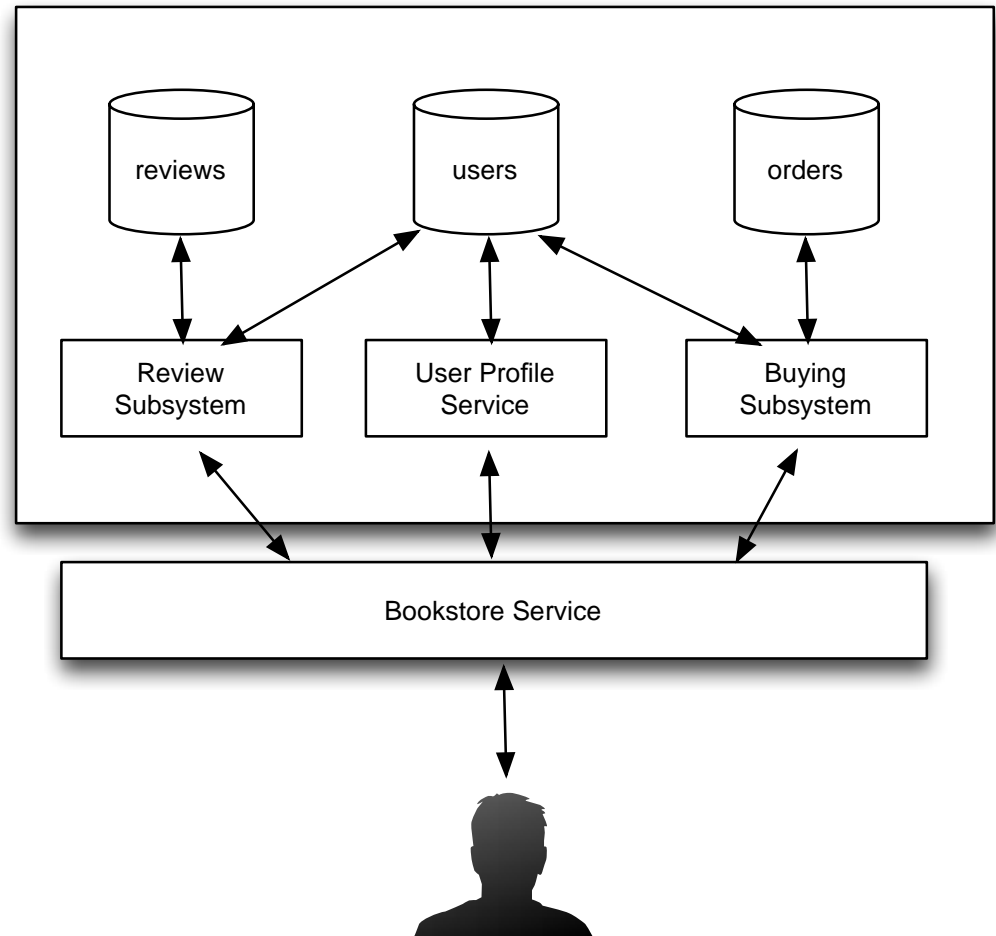 reviews
users
orders
Review
Subsystem
User Profile
Service
Buying
Subsystem
Bookstore Service